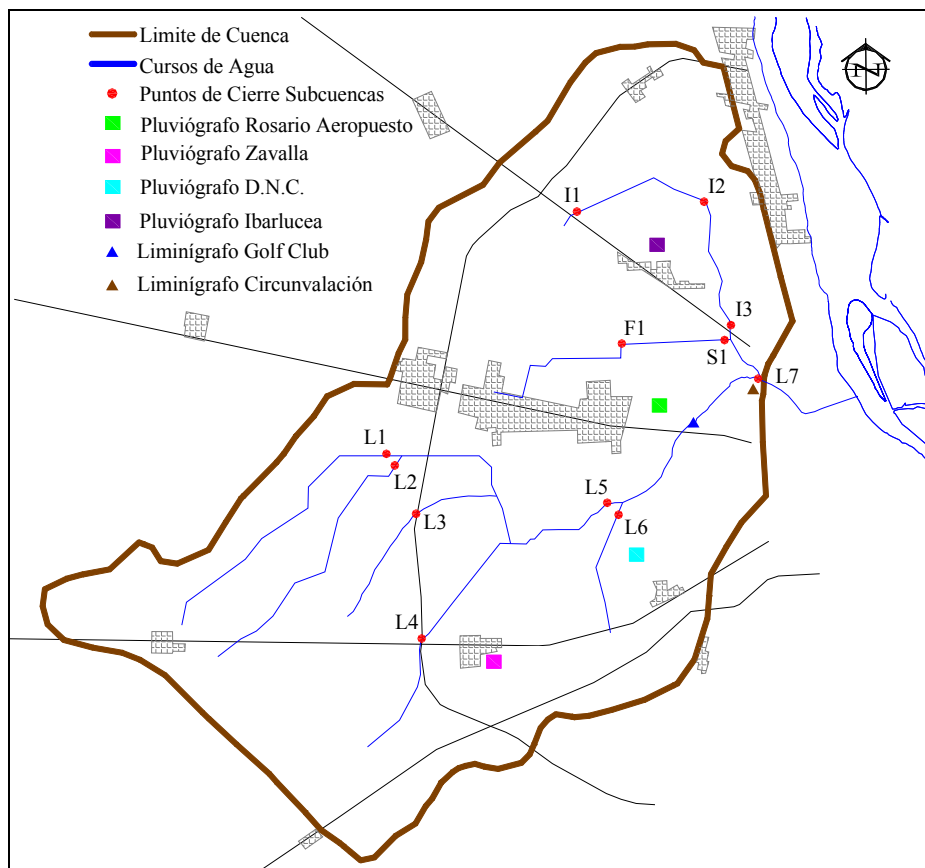 Limite de Cuenca
Cursos de Agua
Puntos de Cierre Subcuencas
Pluviógrafo Rosario Aeropuesto
Pluviógrafo Zavalla
Pluviógrafo D.N.C.
Pluviógrafo Ibarlucea
Liminígrafo Golf Club
Liminígrafo Circunvalación
N
I1
I2
I3
F1
S1
L7
L1
L2
L3
L5
L6
L4